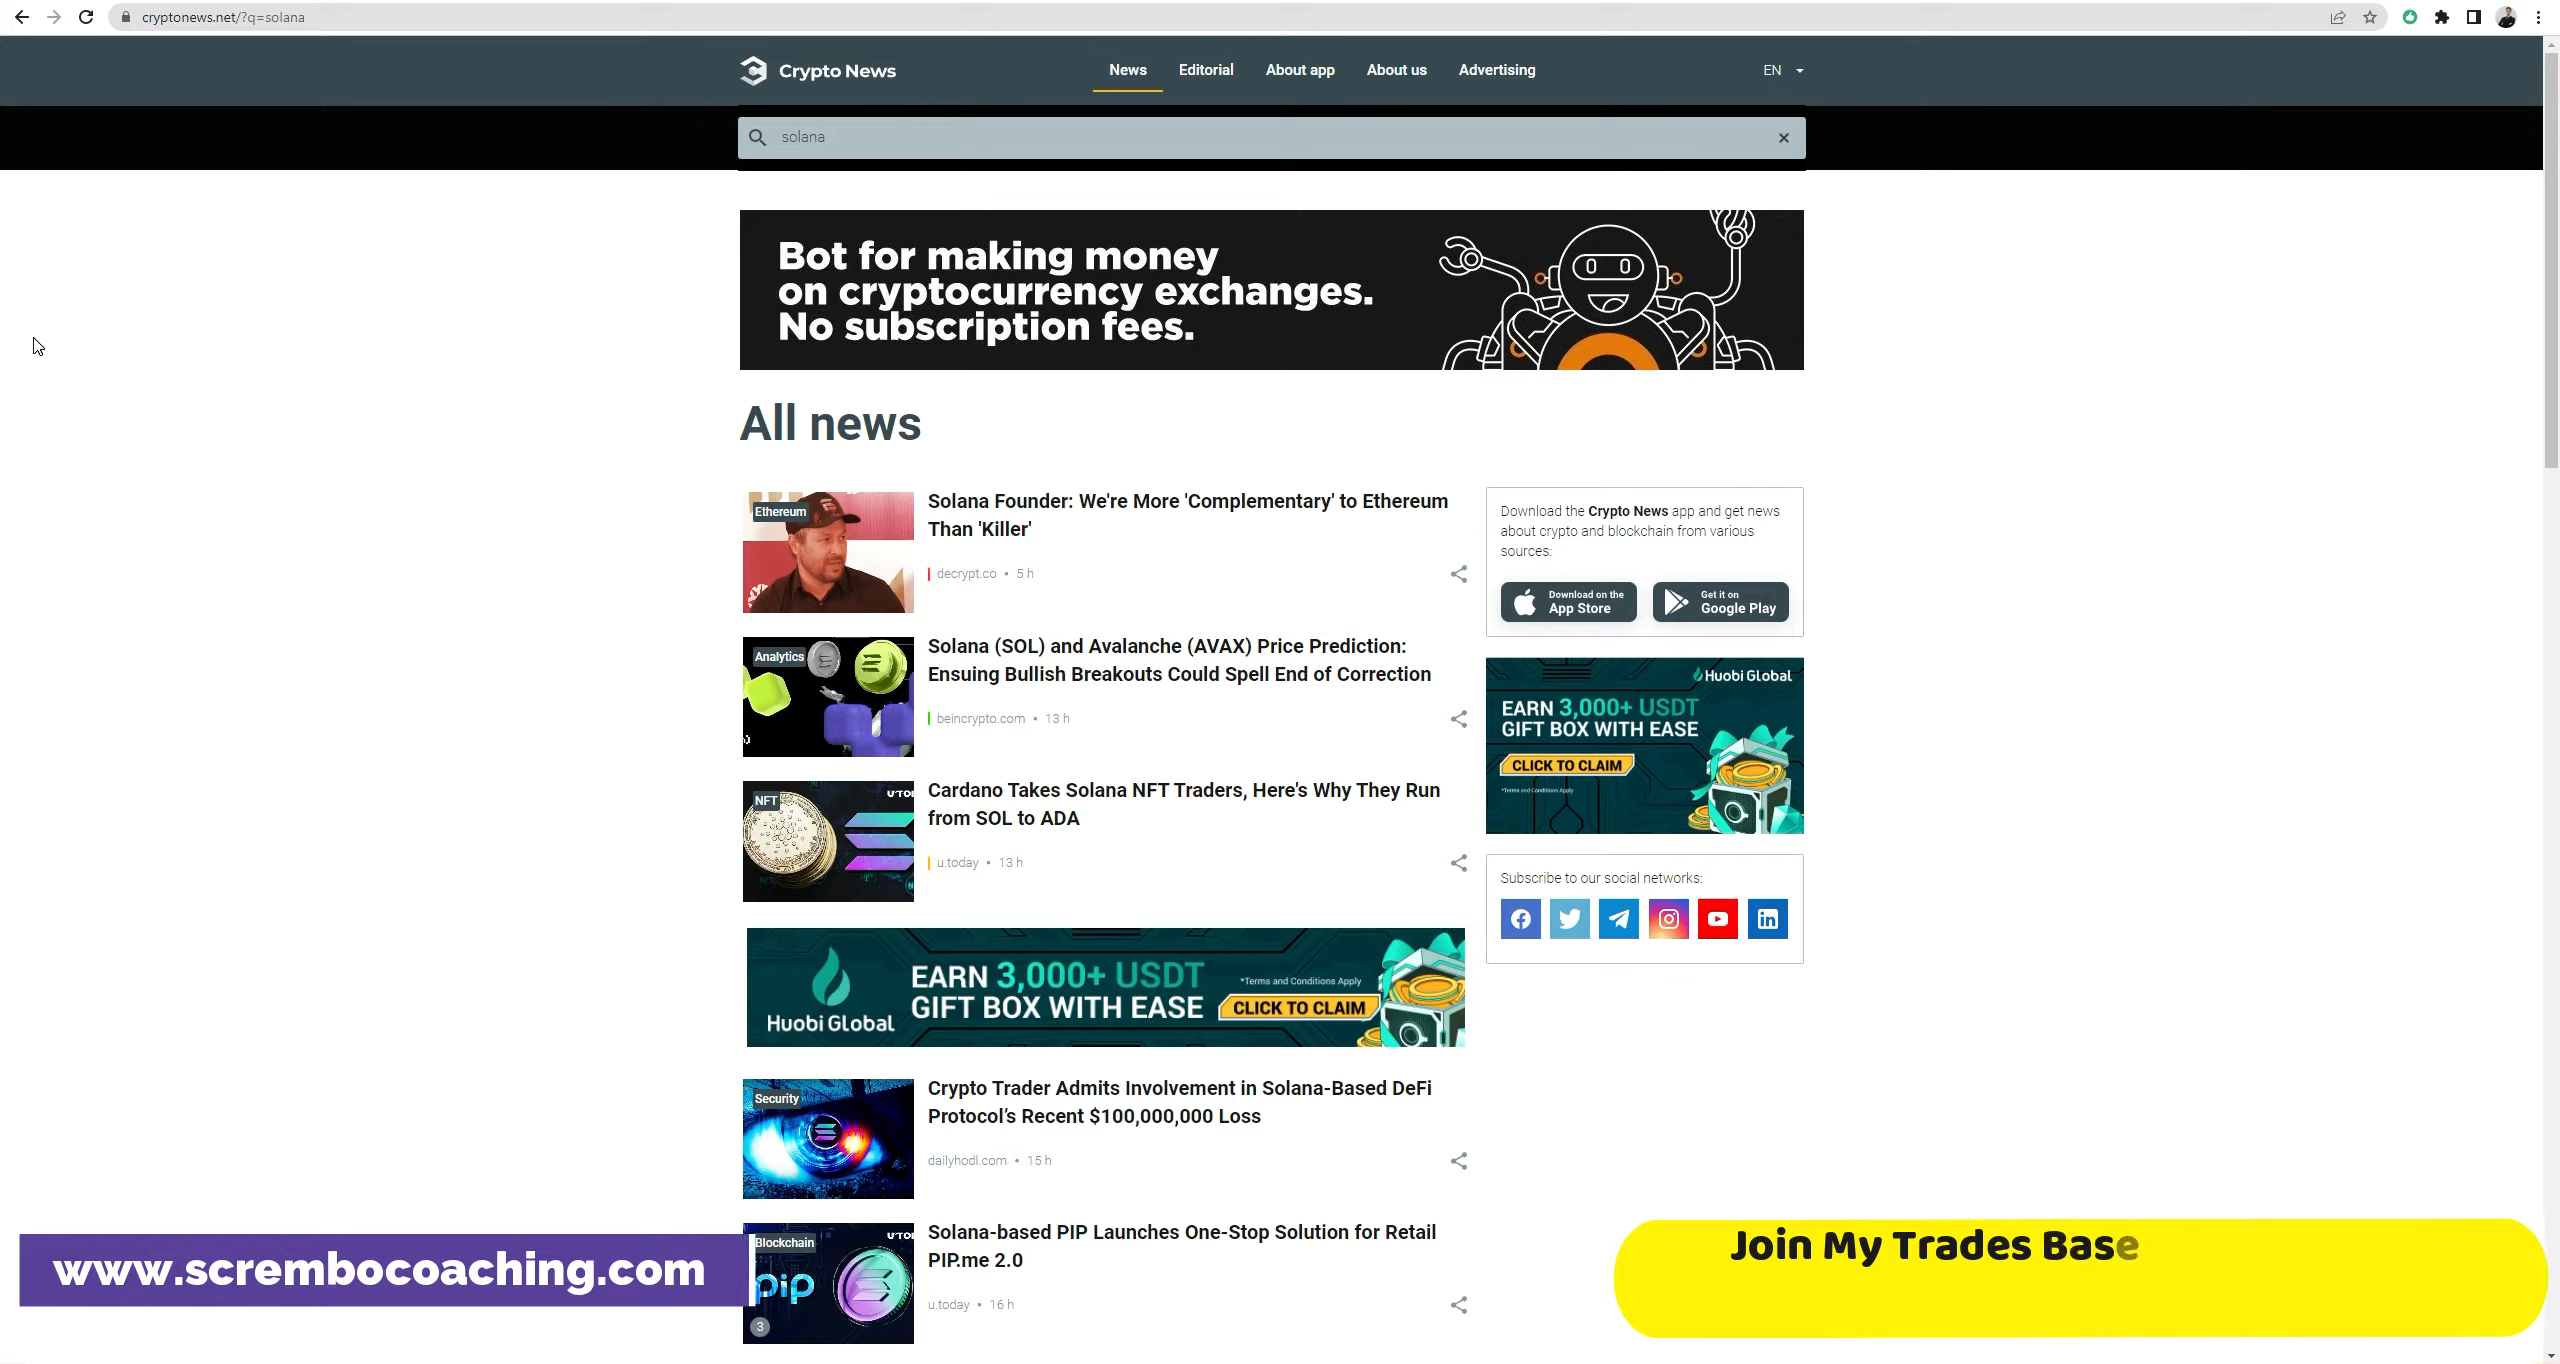 cryptonews.net/?q=solana
Crypto News
News
Editorial
About app
About us
Advertising
EN
solana
Bot for making money
on cryptocurrency exchanges.
No subscription fees.
All news
Ethereum
Solana Founder: We're More 'Complementary' to Ethereum
Than 'Killer'
decrypt.co • 5 h
Analytics
Solana (SOL) and Avalanche (AVAX) Price Prediction:
Ensuing Bullish Breakouts Could Spell End of Correction
beincrypto.com • 13 h
NFT
U'TO
Cardano Takes Solana NFT Traders, Here's Why They Run
from SOL to ADA
u.today • 13 h
Huobi Global
EARN 3,000+ USDT
GIFT BOX WITH EASE
*Terms and Conditions Apply
CLICK TO CLAIM
Security
Crypto Trader Admits Involvement in Solana-Based DeFi
Protocol’s Recent $100,000,000 Loss
dailyhodl.com • 15 h
Blockchain
U'TO
pip
3
Solana-based PIP Launches One-Stop Solution for Retail
PIP.me 2.0
u.today • 16 h
Download the Crypto News app and get news
about crypto and blockchain from various
sources:
Download on the
App Store
Get it on
Google Play
Huobi Global
EARN 3,000+ USDT
GIFT BOX WITH EASE
CLICK TO CLAIM
*Terms and Conditions Apply
Subscribe to our social networks:
www.scrembocoaching.com
Join My Trades Base